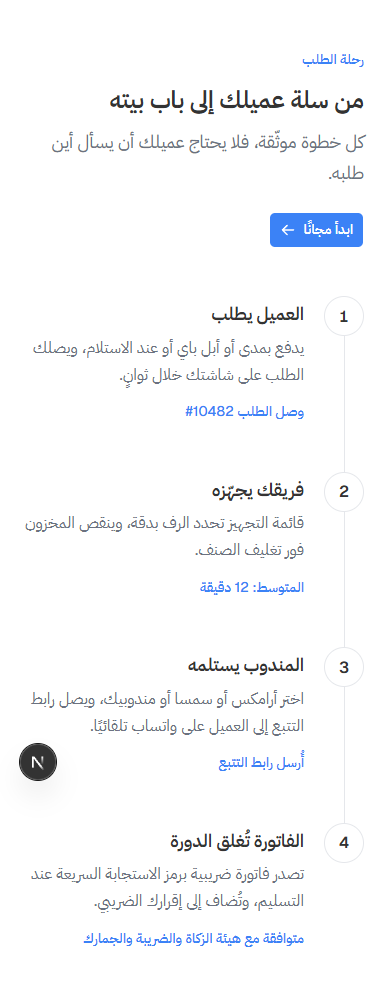 رحلة الطلب
من سلة عميلك إلى باب بيته
كل خطوة موثّقة، فلا يحتاج عميلك أن يسأل أين
طلبه.
ابدأ مجانًا ←
1
العميل يطلب
يدفع بمدى أو أبل باي أو عند الاستلام، ويصلك
الطلب على شاشتك خلال ثوانٍ.
وصل الطلب 10482#
2
فريقك يجهّزه
قائمة التجهيز تحدد الرف بدقة، وينقص المخزون
فور تغليف الصنف.
المتوسط: 12 دقيقة
3
المندوب يستلمه
اختر أرامكس أو سمسا أو مندوبيك، ويصل رابط
التتبع إلى العميل على واتساب تلقائيًا.
أُرسل رابط التتبع
N
4
الفاتورة تُغلق الدورة
تصدر فاتورة ضريبية برمز الاستجابة السريعة عند
التسليم، وتُضاف إلى إقرارك الضريبي.
متوافقة مع هيئة الزكاة والضريبة والجمارك